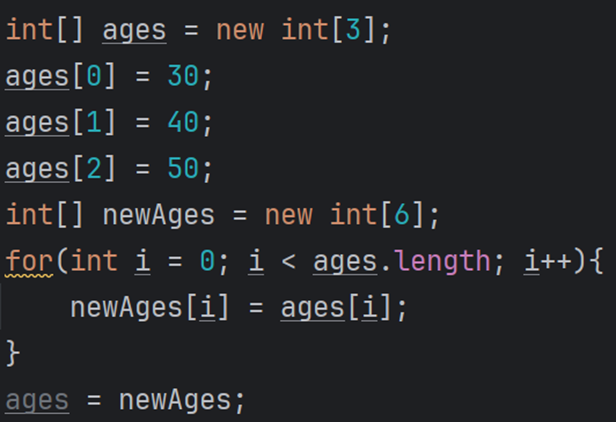 int[] ages = new int[3];
ages[0] = 30;
ages[1] = 40;
ages[2] = 50;
int[] newAges = new int[6];
for(int i = 0; i < ages.length; i++){
    newAges[i] = ages[i];
}
ages = newAges;